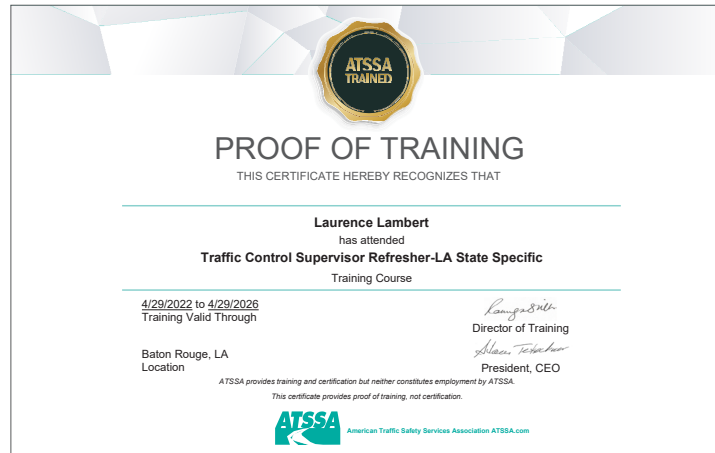 ATSSA
TRAINED
PROOF OF TRAINING
THIS CERTIFICATE HEREBY RECOGNIZES THAT
Laurence Lambert
has attended
Traffic Control Supervisor Refresher-LA State Specific
Training Course
4/29/2022 to 4/29/2026
Training Valid Through
Director of Training
Baton Rouge, LA
Location
President, CEO
ATSSA provides training and certification but neither constitutes employment by ATSSA.
This certificate provides proof of training, not certification.
ATSSA
American Traffic Safety Services Association ATSSA.com